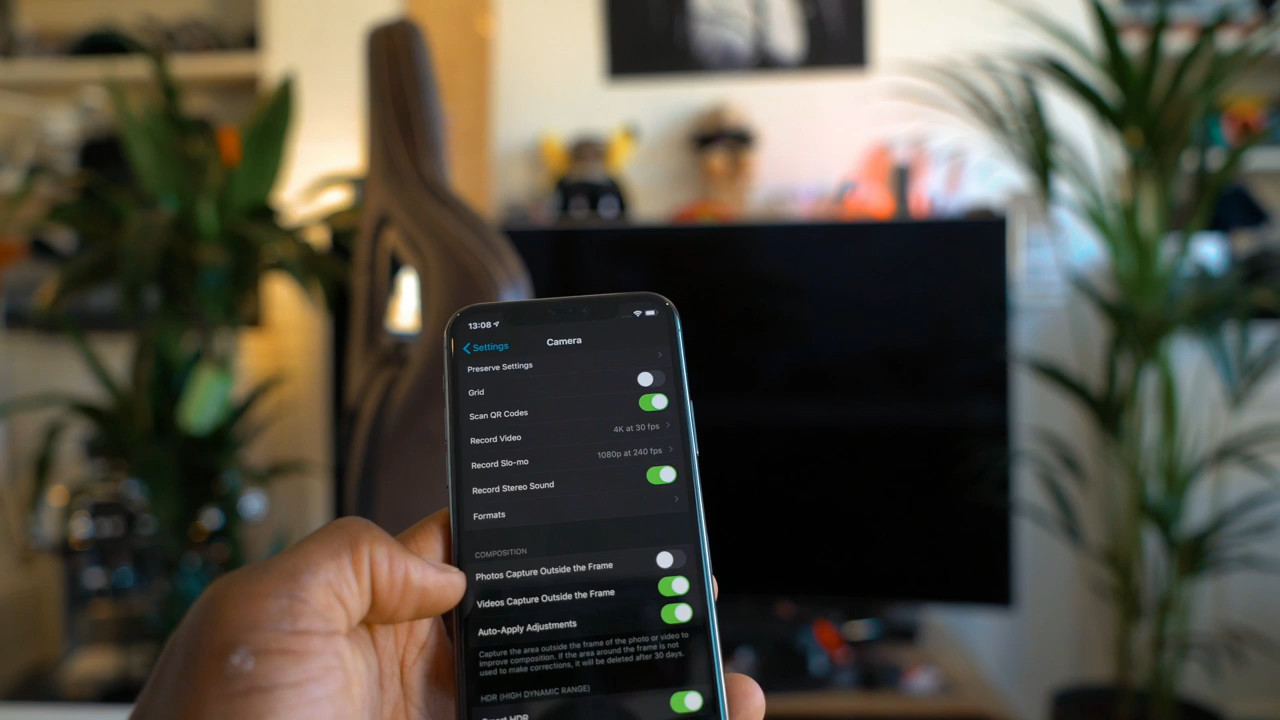 13:08
Settings
Camera
Preserve Settings
Grid
Scan QR Codes
Record Video 4K at 30 fps
Record Slo-mo 1080p at 240 fps
Record Stereo Sound
Formats
COMPOSITION
Photos Capture Outside the Frame
Videos Capture Outside the Frame
Auto-Apply Adjustments
Capture the area outside the frame of the photo or video to
improve composition. If the area around the frame is not
used to make corrections, it will be deleted after 30 days.
HDR (HIGH DYNAMIC RANGE)
Smart HDR